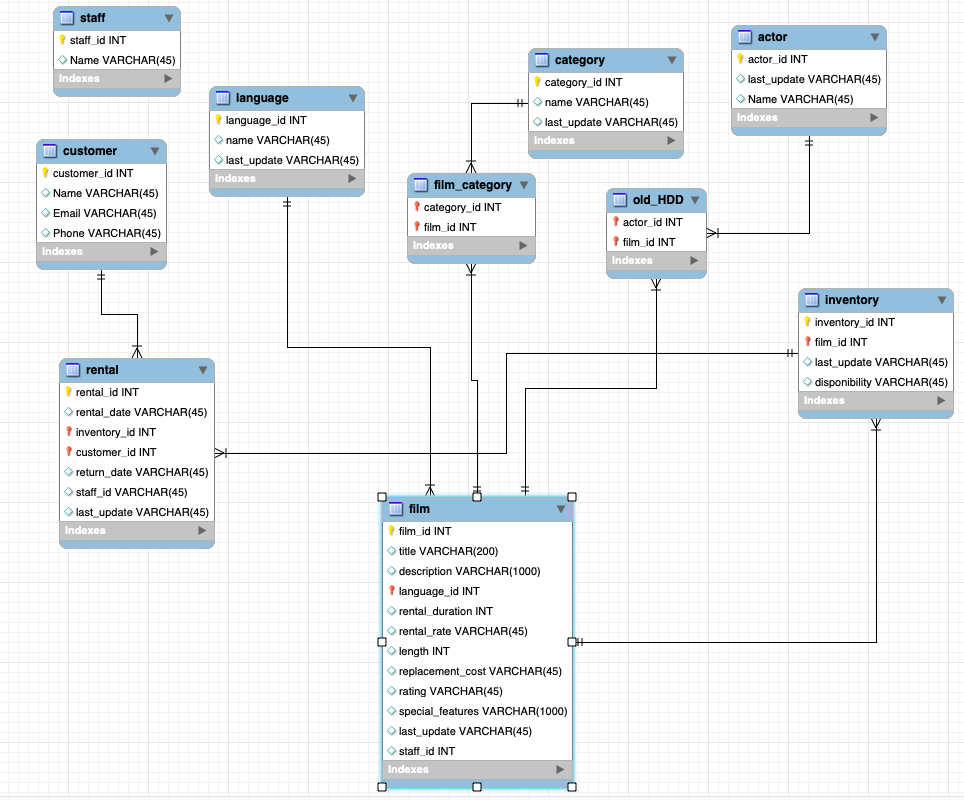 staff
staff_id INT
Name VARCHAR(45)
Indexes
language
language_id INT
name VARCHAR(45)
last_update VARCHAR(45)
Indexes
category
category_id INT
name VARCHAR(45)
last_update VARCHAR(45)
Indexes
actor
actor_id INT
last_update VARCHAR(45)
Name VARCHAR(45)
Indexes
customer
customer_id INT
Name VARCHAR(45)
Email VARCHAR(45)
Phone VARCHAR(45)
Indexes
film_category
category_id INT
film_id INT
Indexes
old_HDD
actor_id INT
film_id INT
Indexes
inventory
inventory_id INT
film_id INT
last_update VARCHAR(45)
disponibility VARCHAR(45)
Indexes
rental
rental_id INT
rental_date VARCHAR(45)
inventory_id INT
customer_id INT
return_date VARCHAR(45)
staff_id VARCHAR(45)
last_update VARCHAR(45)
Indexes
film
film_id INT
title VARCHAR(200)
description VARCHAR(1000)
language_id INT
rental_duration INT
rental_rate VARCHAR(45)
length INT
replacement_cost VARCHAR(45)
rating VARCHAR(45)
special_features VARCHAR(1000)
last_update VARCHAR(45)
staff_id INT
Indexes